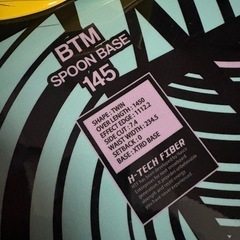 BTM
SPOON BASE
145
SHAPE : TWIN
OVER LENGTH : 1450
EFFECT EDGE : 1112.2
SIDE CUT : 7.4
WAIST WIDTH : 234.5
SETBACK : 0
BASE : XTRD BASE
H-TECH FIBER